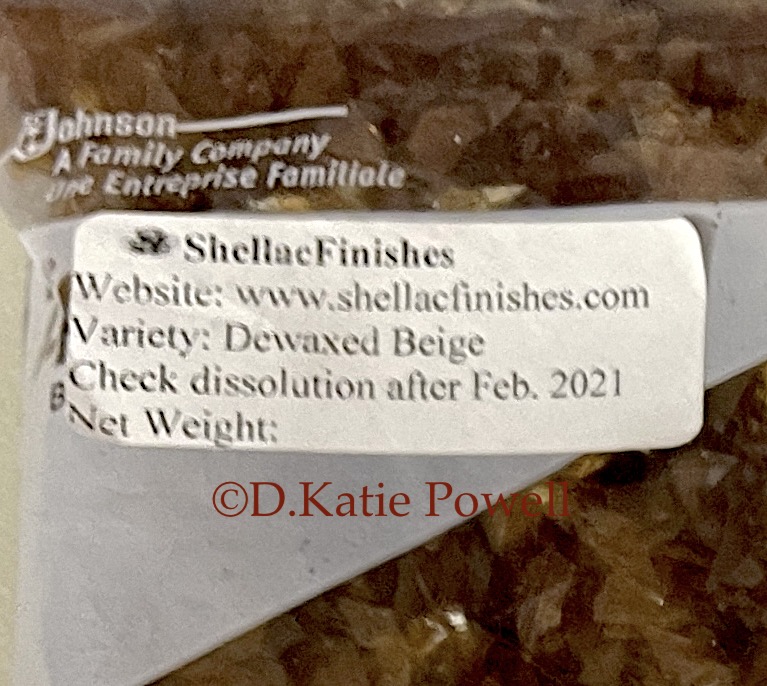 Johnson
A Family Company
une Entreprise Familiale
ShellacFinishes
Website: www.shellacfinishes.com
Variety: Dewaxed Beige
Check dissolution after Feb. 2021
Net Weight:
©D.Katie Powell